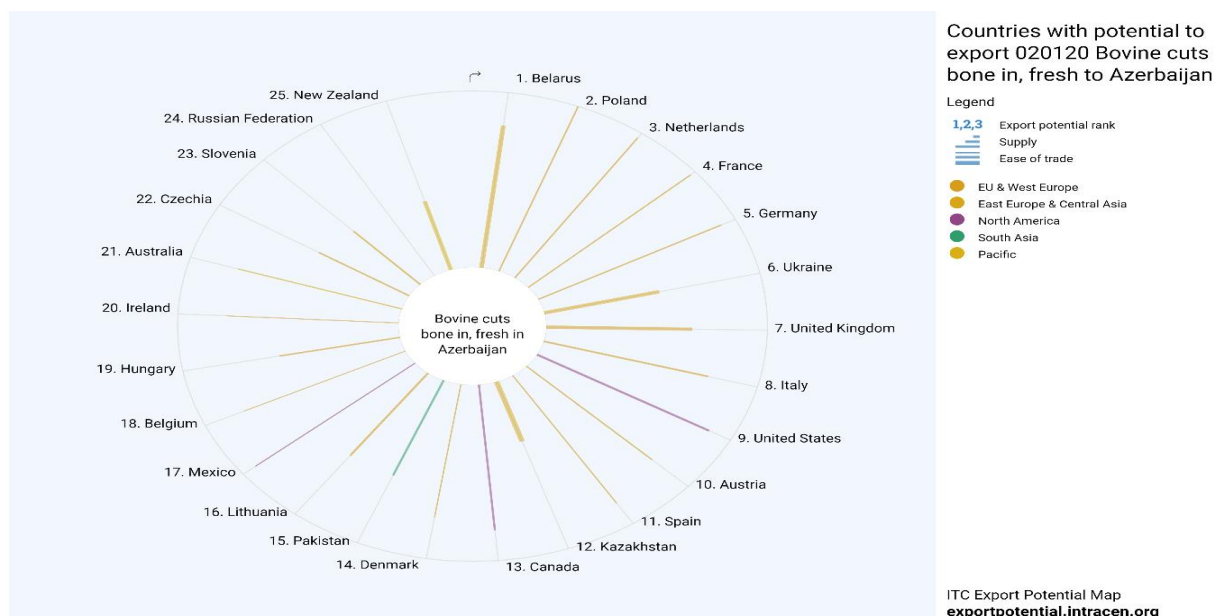 Countries with potential to
export 020120 Bovine cuts
bone in, fresh to Azerbaijan
Legend
1,2,3 Export potential rank
Supply
Ease of trade
EU & West Europe
East Europe & Central Asia
North America
South Asia
Pacific
1. Belarus
2. Poland
3. Netherlands
4. France
5. Germany
6. Ukraine
7. United Kingdom
8. Italy
9. United States
10. Austria
11. Spain
12. Kazakhstan
13. Canada
14. Denmark
15. Pakistan
16. Lithuania
17. Mexico
18. Belgium
19. Hungary
20. Ireland
21. Australia
22. Czechia
23. Slovenia
24. Russian Federation
25. New Zealand
Bovine cuts
bone in, fresh in
Azerbaijan
ITC Export Potential Map
exportpotential.intracen.org